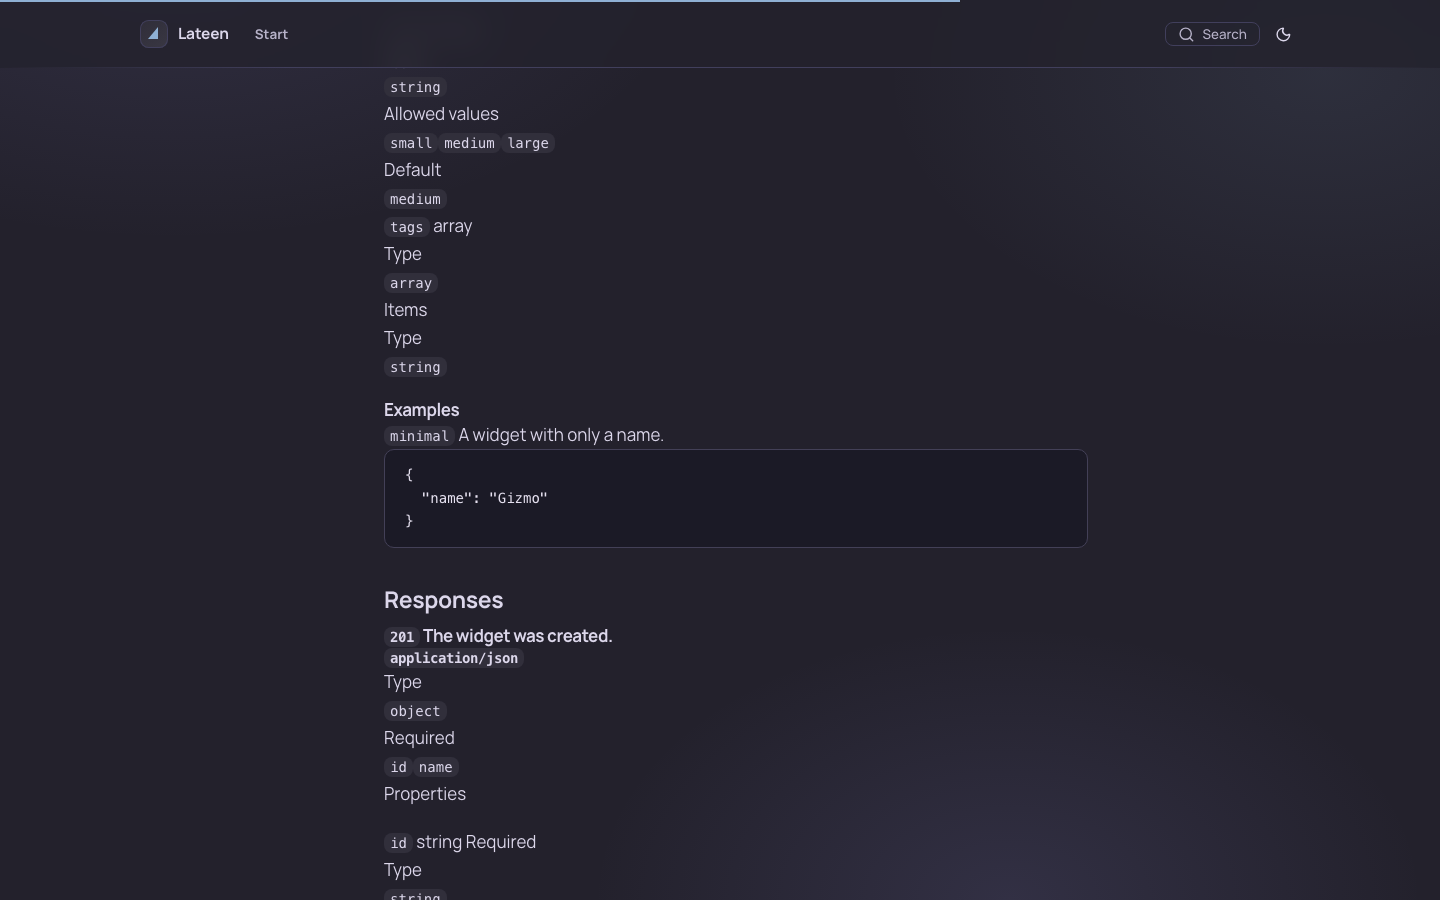 Lateen
Start
Search
string
Allowed values
small medium large
Default
medium
tags array
Type
array
Items
Type
string
Examples
minimal A widget with only a name.
{
"name": "Gizmo"
}
Responses
201 The widget was created.
application/json
Type
object
Required
id name
Properties
id string Required
Type
string